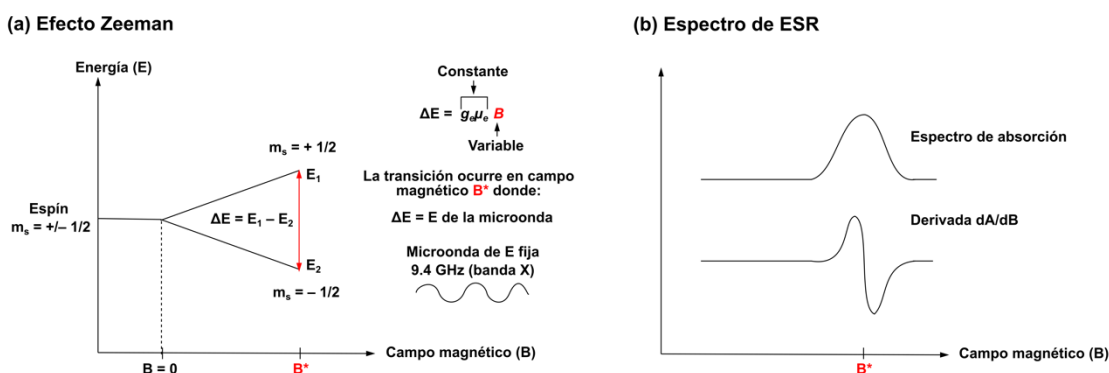 (a) Efecto Zeeman
Energía (E)
mₛ = + 1/2
E₁
Espín
mₛ = +/– 1/2
ΔE = E₁ – E₂
E₂
mₛ = – 1/2
B = 0
B*
Campo magnético (B)
Constante
ΔE = gₑμₑ B
Variable
La transición ocurre en campo
magnético B* donde:
ΔE = E de la microonda
Microonda de E fija
9.4 GHz (banda X)
(b) Espectro de ESR
Espectro de absorción
Derivada dA/dB
Campo magnético (B)
B*